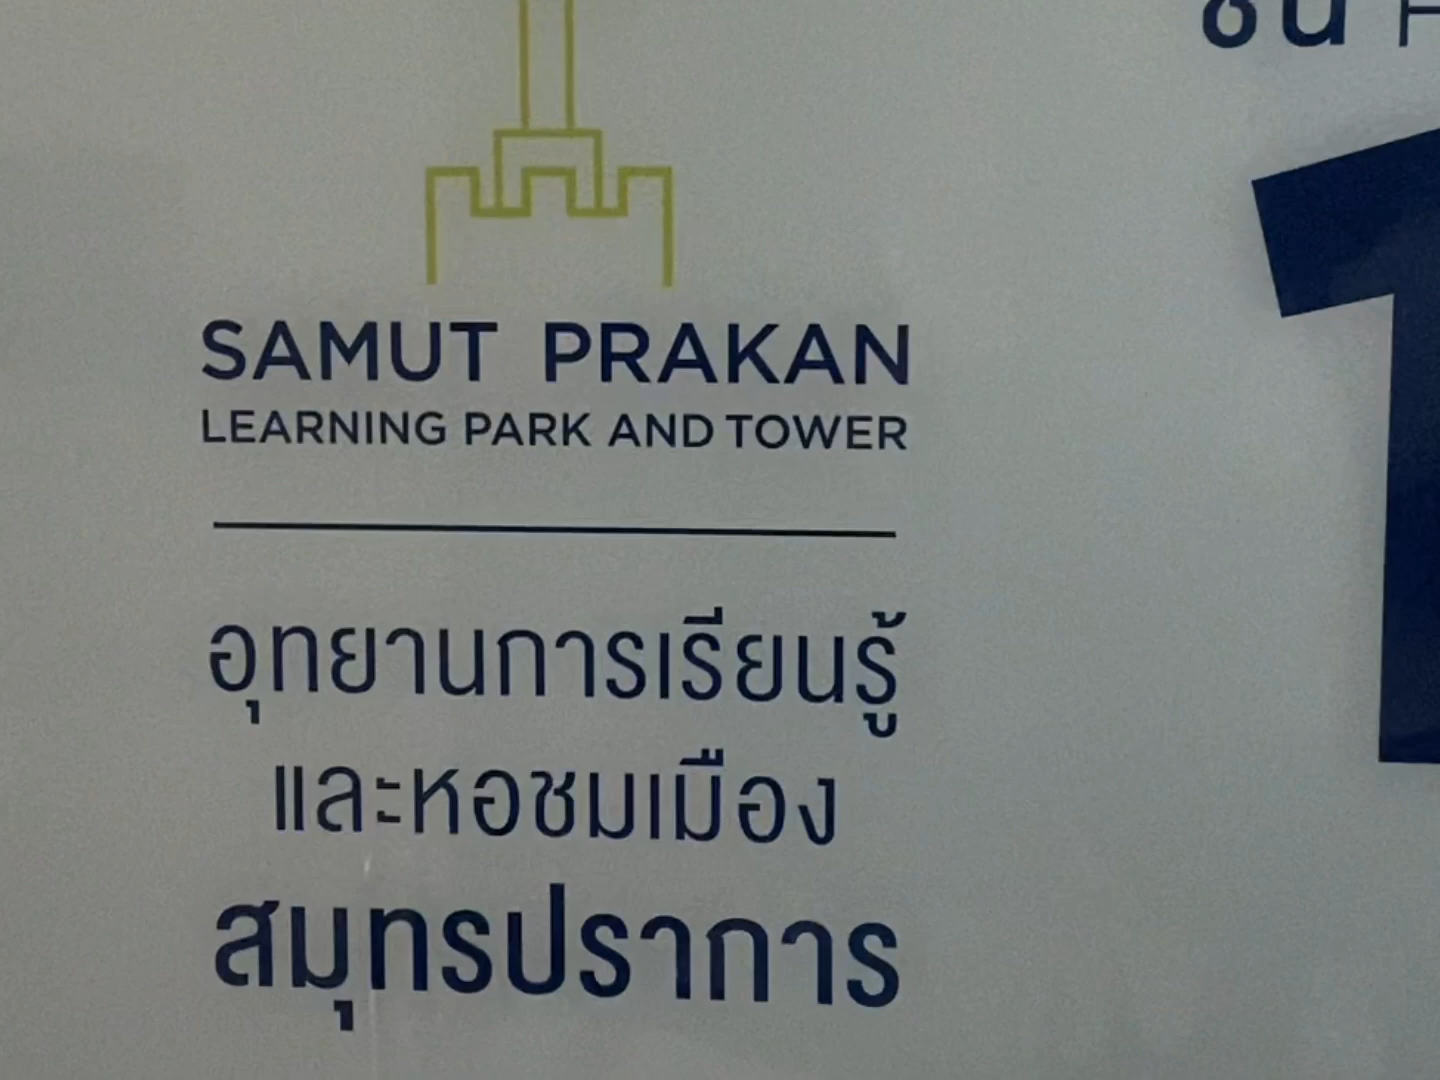 SAMUT PRAKAN
LEARNING PARK AND TOWER
อุทยานการเรียนรู้
และหอชมเมือง
สมุทรปราการ
1